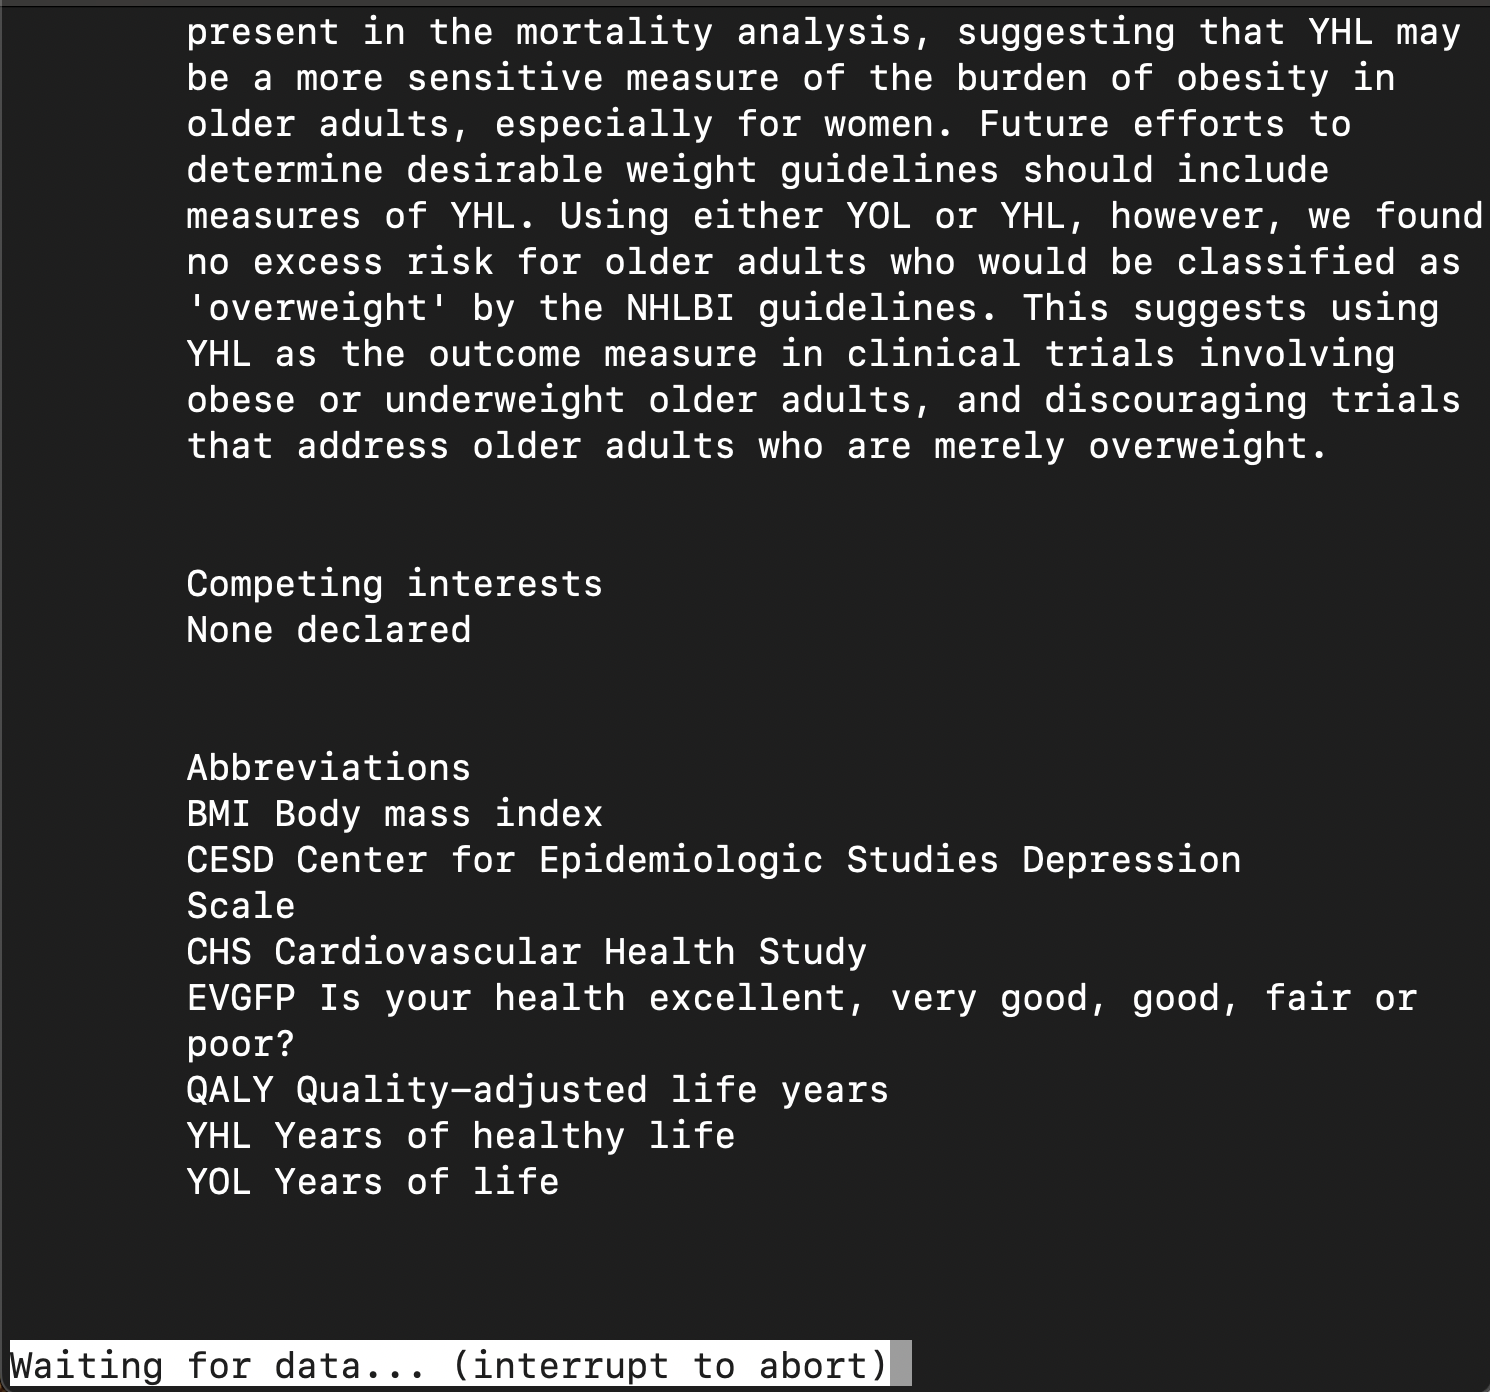 present in the mortality analysis, suggesting that YHL may
be a more sensitive measure of the burden of obesity in
older adults, especially for women. Future efforts to
determine desirable weight guidelines should include
measures of YHL. Using either YOL or YHL, however, we found
no excess risk for older adults who would be classified as
'overweight' by the NHLBI guidelines. This suggests using
YHL as the outcome measure in clinical trials involving
obese or underweight older adults, and discouraging trials
that address older adults who are merely overweight.
Competing interests
None declared
Abbreviations
BMI Body mass index
CESD Center for Epidemiologic Studies Depression
Scale
CHS Cardiovascular Health Study
EVGFP Is your health excellent, very good, good, fair or
poor?
QALY Quality-adjusted life years
YHL Years of healthy life
YOL Years of life
Waiting for data... (interrupt to abort)